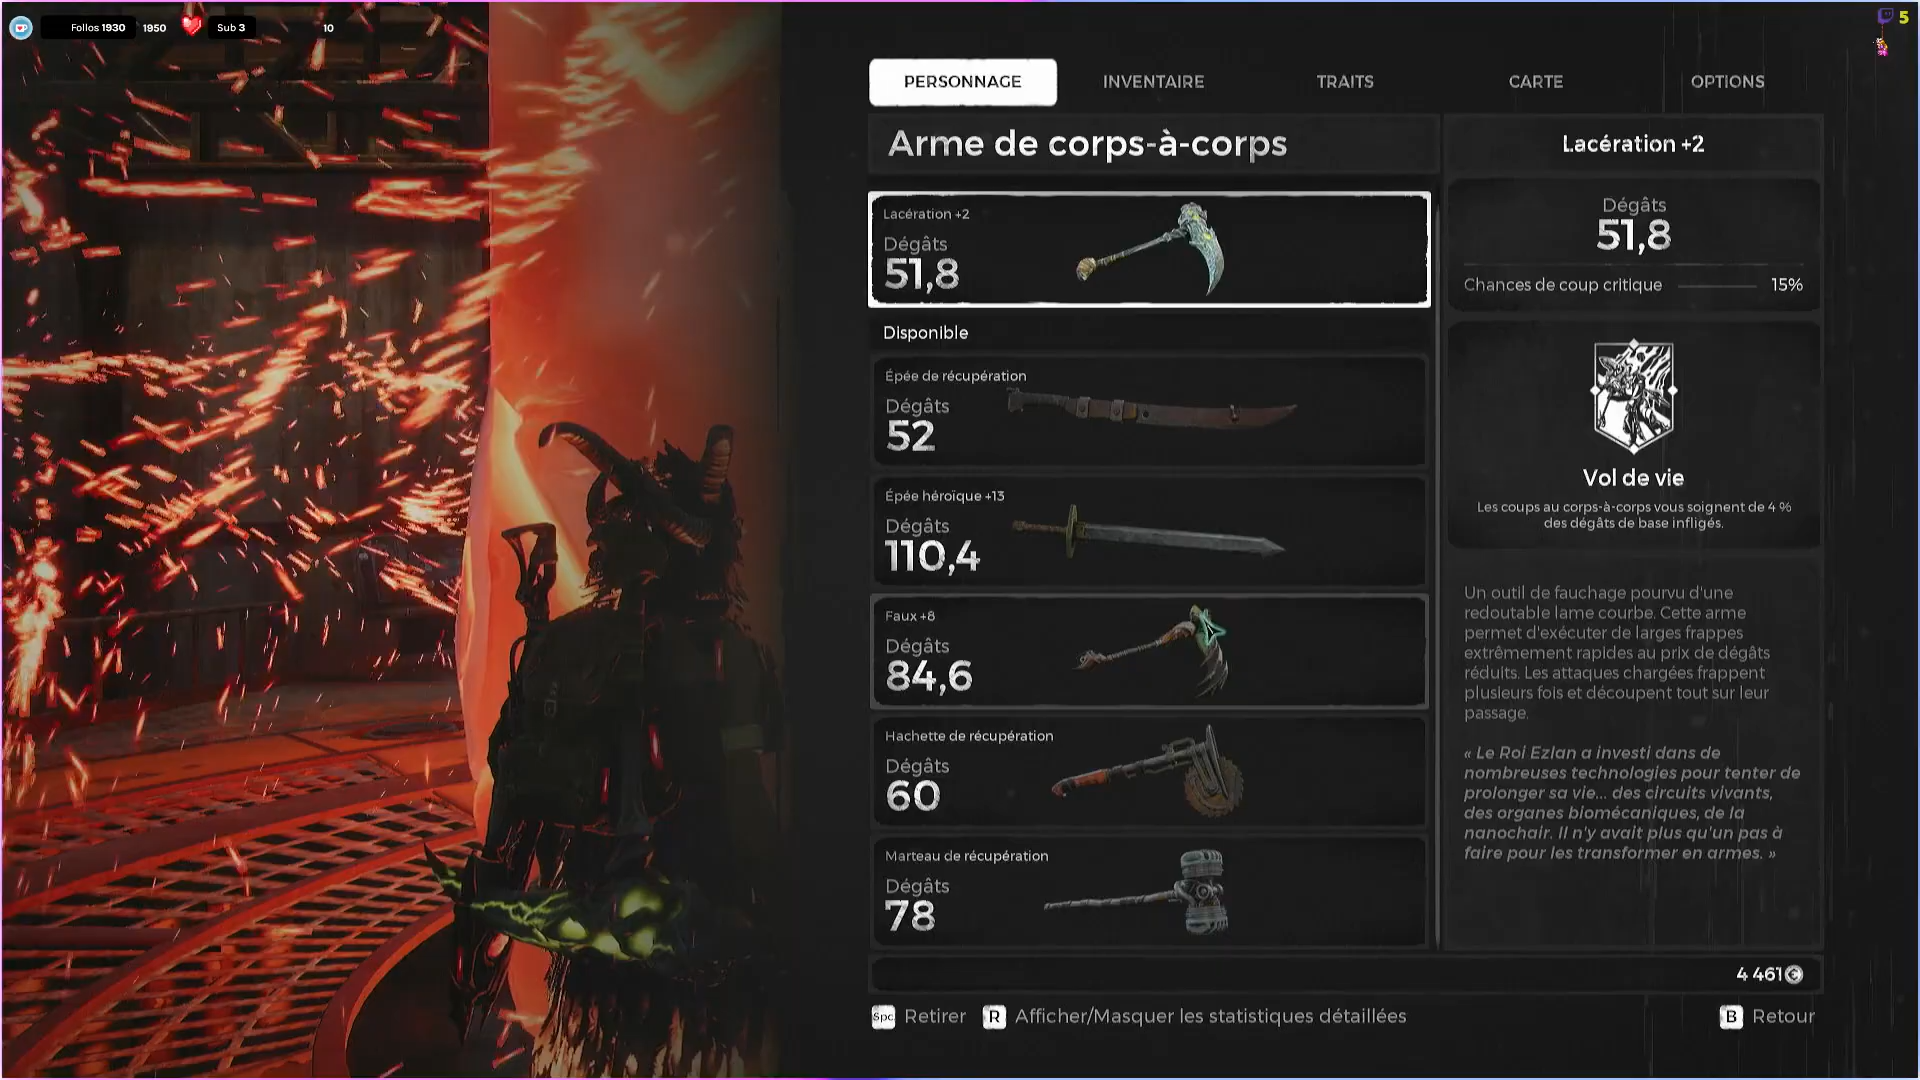 Follos 1930 1950 Sub 3 10
5
PERSONNAGE INVENTAIRE TRAITS CARTE OPTIONS
Arme de corps-à-corps
Lacération +2
Dégâts
51,8
Disponible
Épée de récupération
Dégâts
52
Épée héroïque +13
Dégâts
110,4
Faux +8
Dégâts
84,6
Hachette de récupération
Dégâts
60
Marteau de récupération
Dégâts
78
Lacération +2
Dégâts
51,8
Chances de coup critique 15%
Vol de vie
Les coups au corps-à-corps vous soignent de 4 %
des dégâts de base infligés.
Un outil de fauchage pourvu d'une
redoutable lame courbe. Cette arme
permet d'exécuter de larges frappes
extrêmement rapides au prix de dégâts
réduits. Les attaques chargées frappent
plusieurs fois et découpent tout sur leur
passage.
« Le Roi Ezlan a investi dans de
nombreuses technologies pour tenter de
prolonger sa vie... des circuits vivants,
des organes biomécaniques, de la
nanochair. Il n'y avait plus qu'un pas à
faire pour les transformer en armes. »
4 461
Spc. Retirer R Afficher/Masquer les statistiques détaillées B Retour